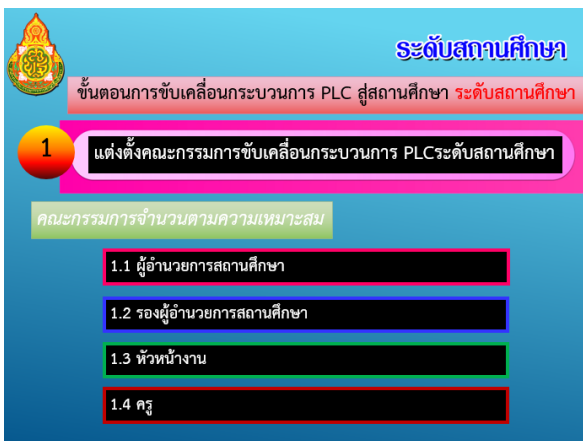 ระดับสถานศึกษา
ขั้นตอนการขับเคลื่อนกระบวนการ PLC สู่สถานศึกษา ระดับสถานศึกษา
1
แต่งตั้งคณะกรรมการขับเคลื่อนกระบวนการ PLCระดับสถานศึกษา
คณะกรรมการจำนวนตามความเหมาะสม
1.1 ผู้อำนวยการสถานศึกษา
1.2 รองผู้อำนวยการสถานศึกษา
1.3 หัวหน้างาน
1.4 ครู